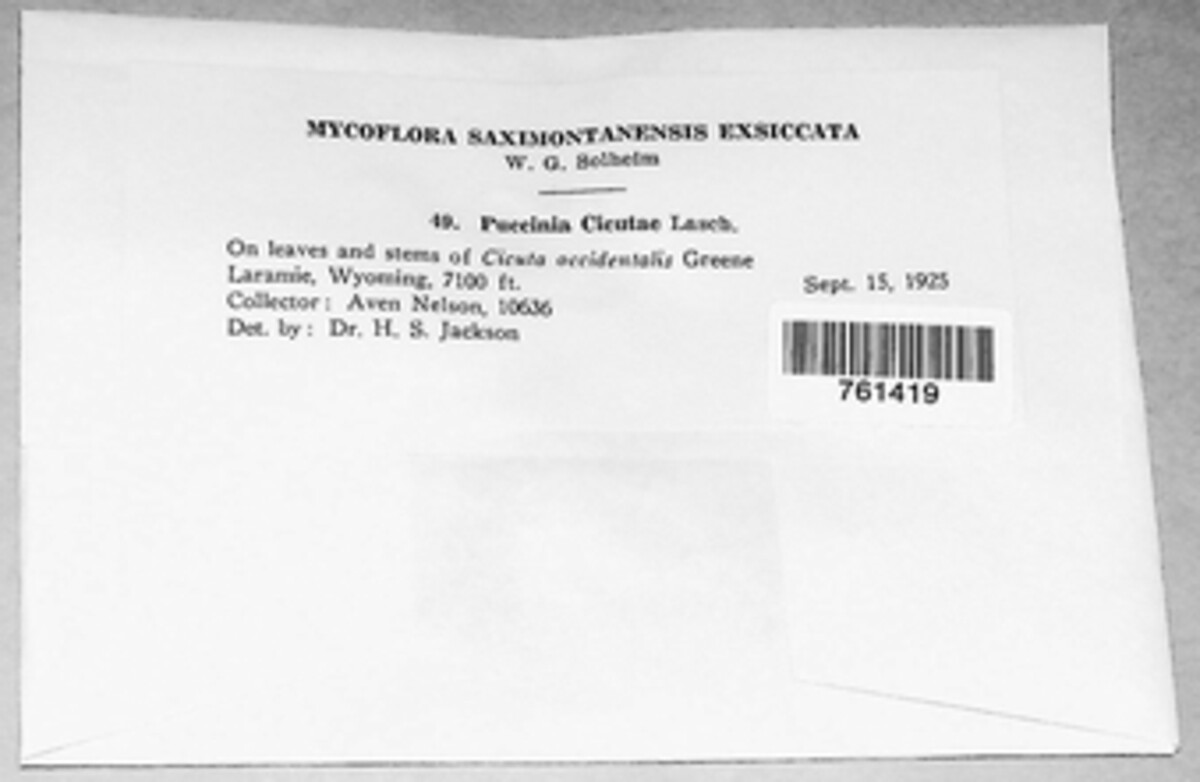 MYCOFLORA SAXIMONTANENSIS EXSICCATA
W. G. Solheim
49. Puccinia Cicutae Lasch.
On leaves and stems of Cicuta occidentalis Greene
Laramie, Wyoming, 7100 ft.
Sept. 15, 1925
Collector: Aven Nelson, 10636
Det. by: Dr. H. S. Jackson
761419